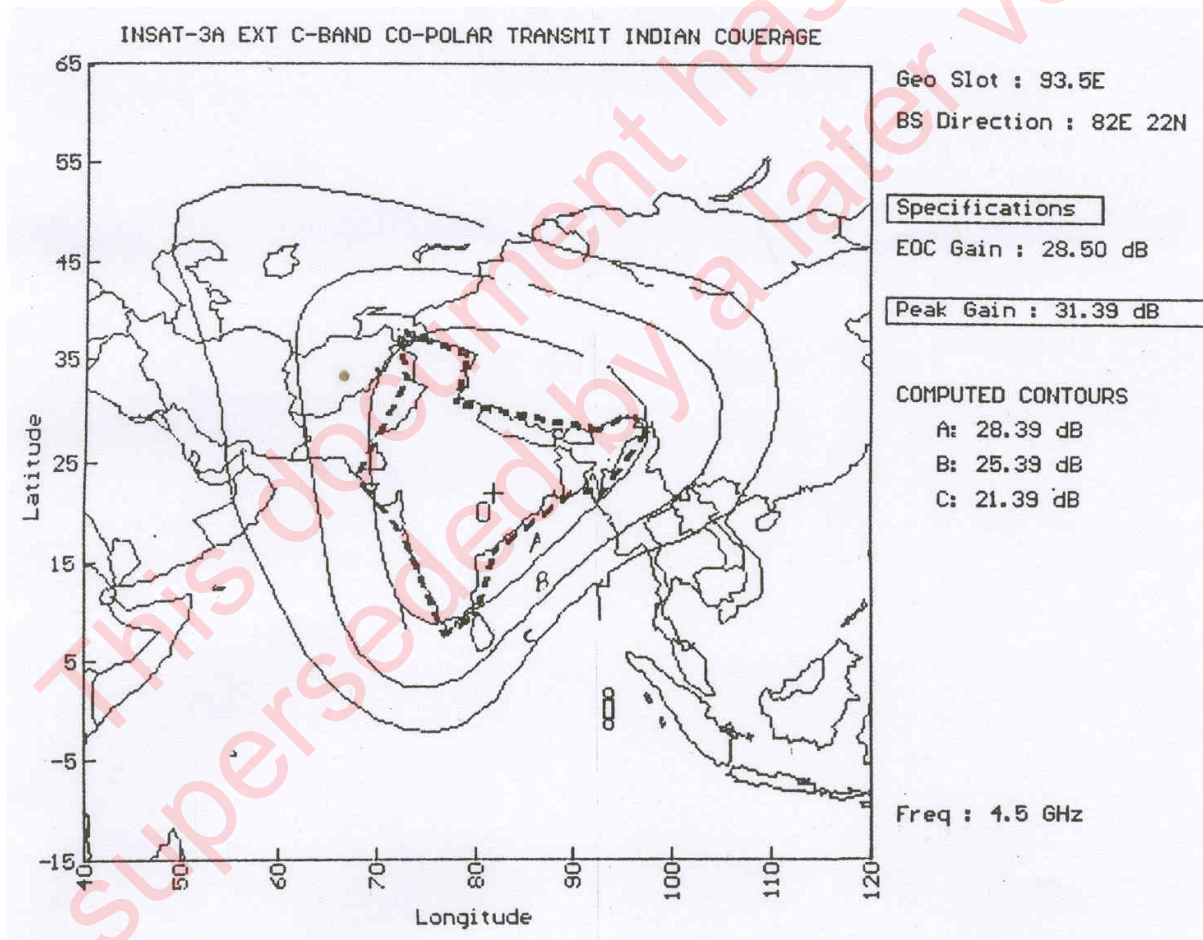 INSAT-3A EXT C-BAND CO-POLAR TRANSMIT INDIAN COVERAGE
Geo Slot : 93.5E
BS Direction : 82E 22N
Specifications
EOC Gain : 28.50 dB
Peak Gain : 31.39 dB
COMPUTED CONTOURS
A: 28.39 dB
B: 25.39 dB
C: 21.39 dB
Freq : 4.5 GHz
Latitude
65
55
45
35
25
15
5
-5
-15
A
B
C
40
50
60
70
80
90
100
110
120
Longitude
This document has
superseded by a later v